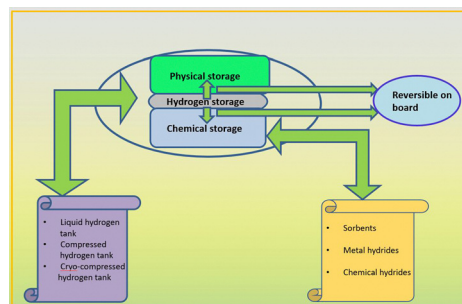 Physical storage
Hydrogen storage
Chemical storage
Reversible on
board
• Liquid hydrogen
tank
• Compressed
hydrogen tank
• Cryo-compressed
hydrogen tank
• Sorbents
• Metal hydrides
• Chemical hydrides